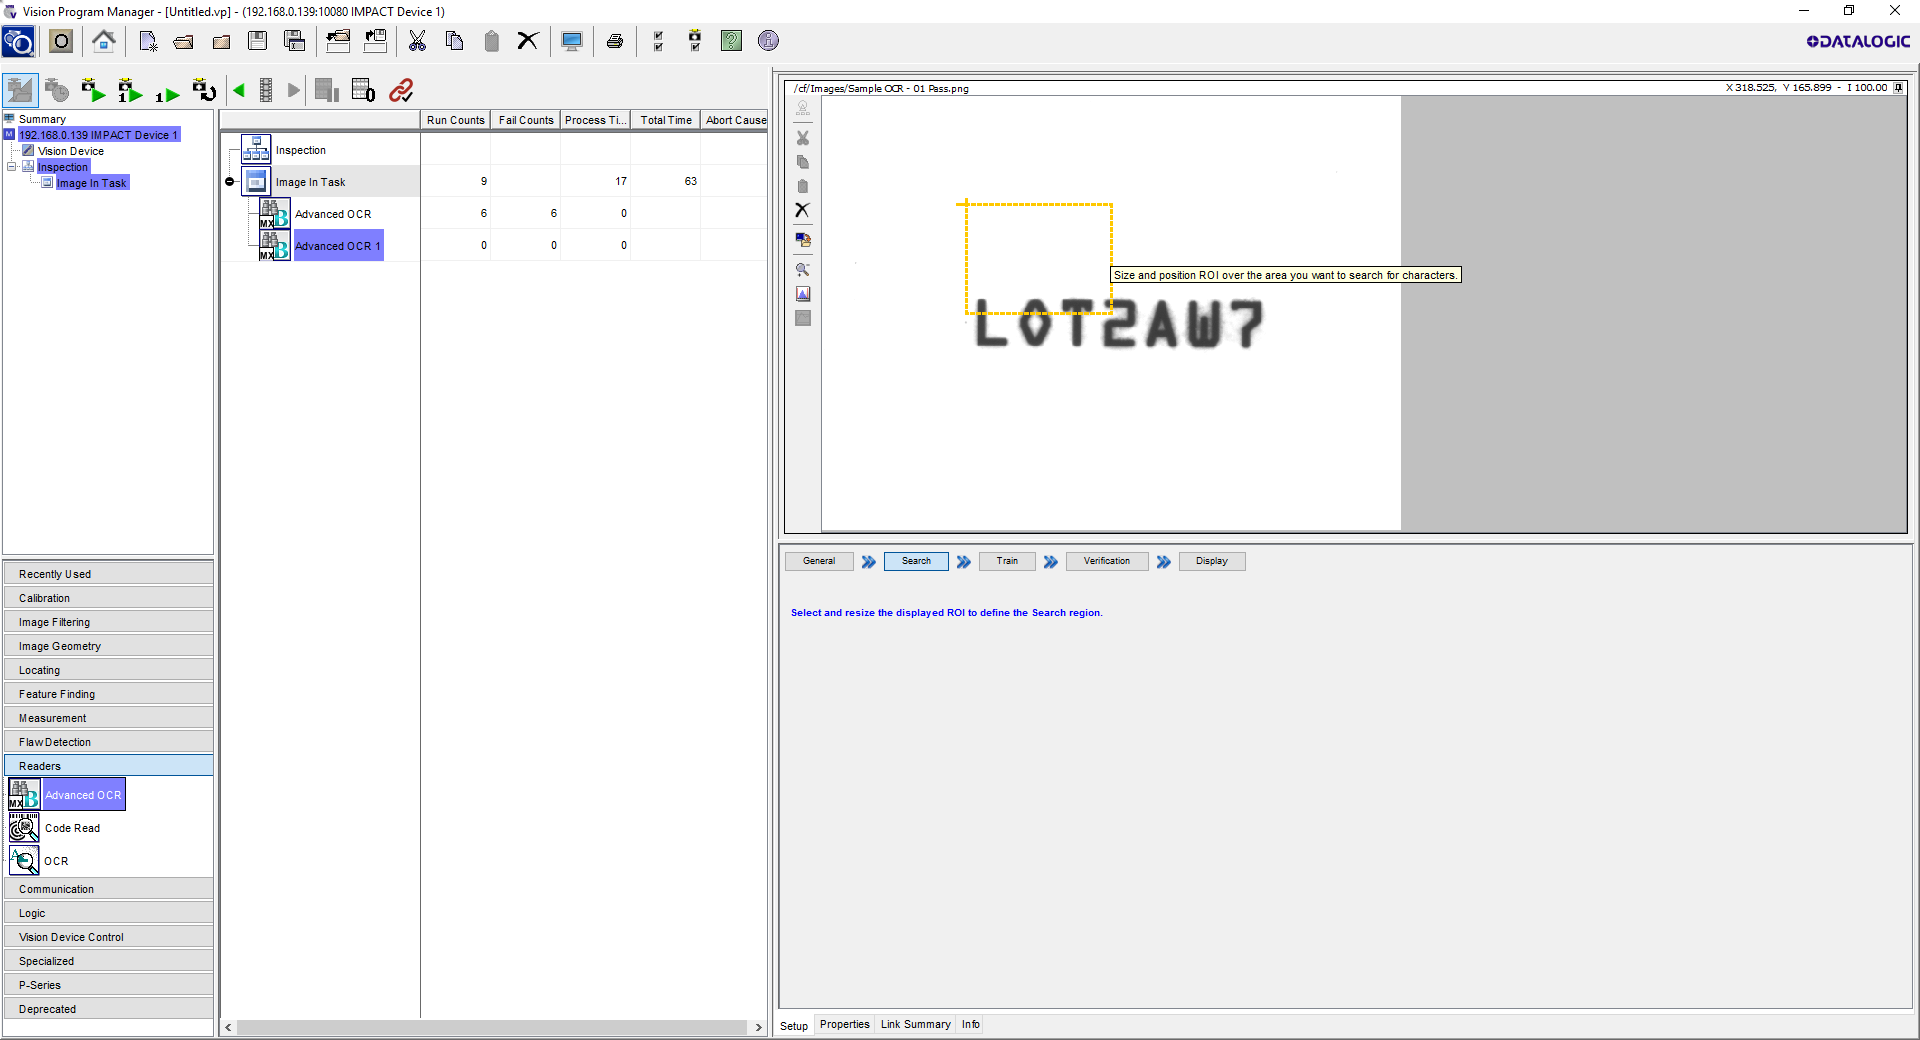 Vision Program Manager - [Untitled.vp] - (192.168.0.139:10080 IMPACT Device 1)
DATALOGIC
Summary
192.168.0.139 IMPACT Device 1
Vision Device
Inspection
Image In Task
Run Counts Fail Counts Process Ti... Total Time Abort Cause
Inspection
Image In Task 9 17 63
Advanced OCR 6 6 0
Advanced OCR 1 0 0 0
/cf/Images/Sample OCR - 01 Pass.png X 318.525, Y 165.899 - I 100.00
Size and position ROI over the area you want to search for characters.
LOT2AW7
General Search Train Verification Display
Select and resize the displayed ROI to define the Search region.
Recently Used
Calibration
Image Filtering
Image Geometry
Locating
Feature Finding
Measurement
Flaw Detection
Readers
Advanced OCR
Code Read
OCR
Communication
Logic
Vision Device Control
Specialized
P-Series
Deprecated
Setup Properties Link Summary Info